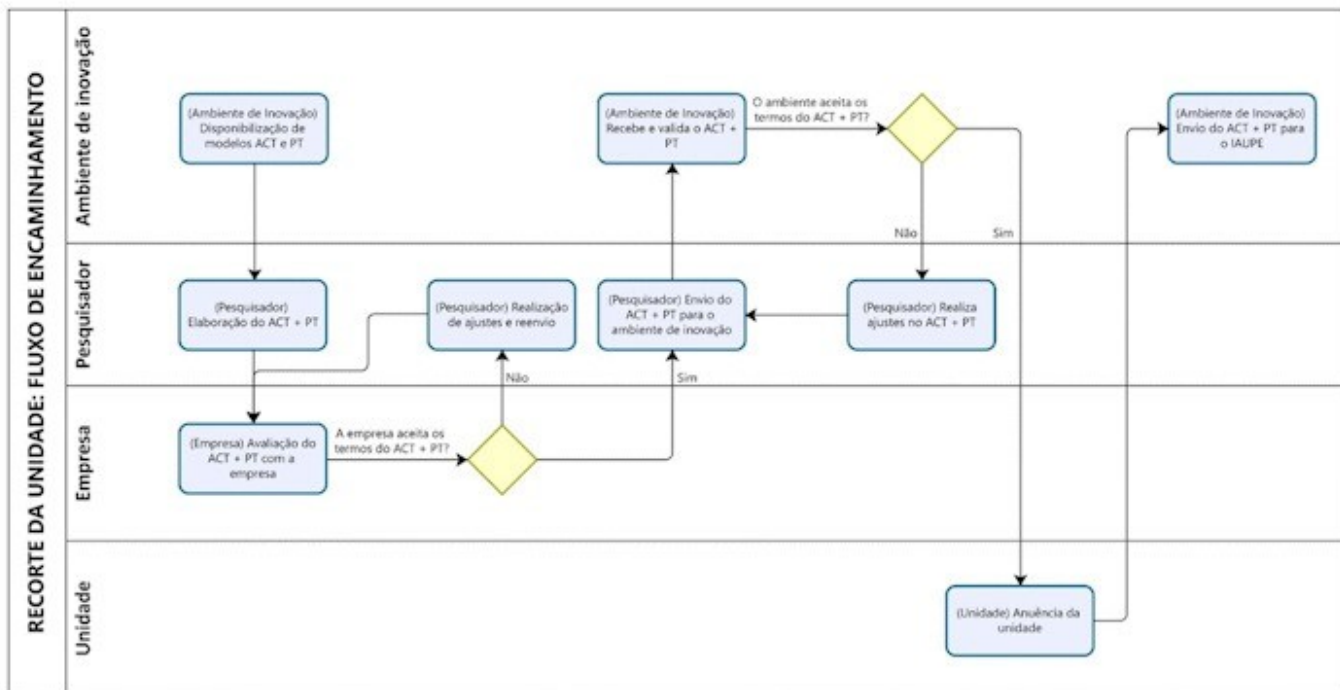 RECORTE DA UNIDADE: FLUXO DE ENCAMINHAMENTO
Ambiente de inovação
(Ambiente de Inovação)
Disponibilização de
modelos ACT e PT
(Ambiente de Inovação)
Recebe e valida o ACT +
PT
O ambiente aceita os
termos do ACT + PT?
(Ambiente de Inovação)
Envio do ACT + PT para
o IAUPE
Não
Sim
Pesquisador
(Pesquisador)
Elaboração do ACT + PT
(Pesquisador) Realização
de ajustes e reenvio
(Pesquisador) Envio do
ACT + PT para o
ambiente de inovação
(Pesquisador) Realiza
ajustes no ACT + PT
Não
Sim
Empresa
(Empresa) Avaliação do
ACT + PT com a
empresa
A empresa aceita os
termos do ACT + PT?
Unidade
(Unidade) Anuência da
unidade